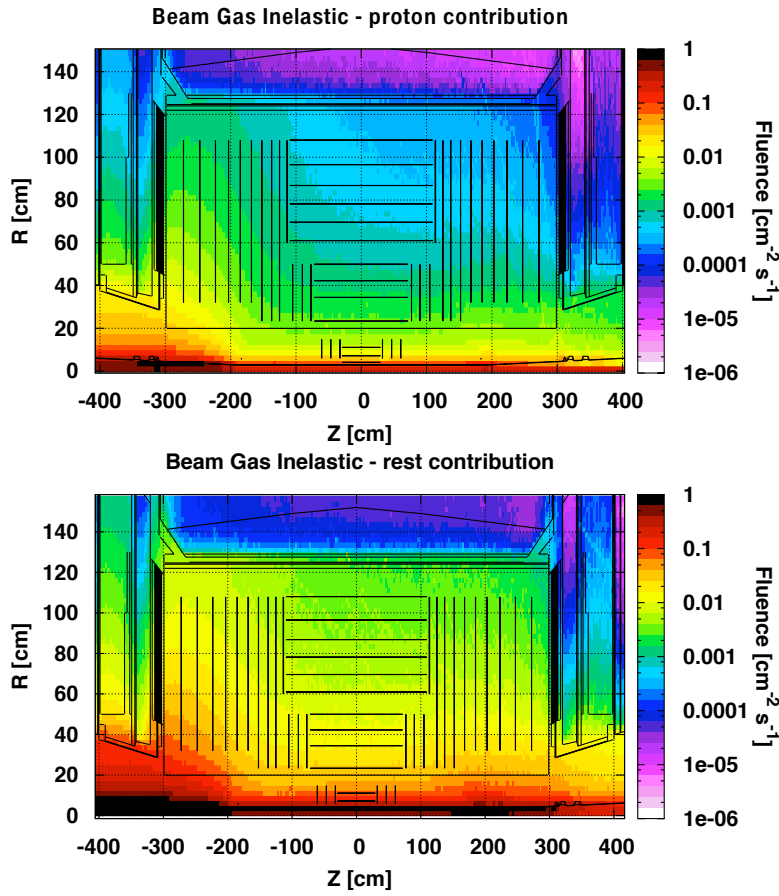 Beam Gas Inelastic - proton contribution
R [cm]
140
120
100
80
60
40
20
0
-400 -300 -200 -100 0 100 200 300 400
Z [cm]
1
0.1
0.01
0.001
0.0001
1e-05
1e-06
Fluence [cm-2 s-1]
Beam Gas Inelastic - rest contribution
R [cm]
140
120
100
80
60
40
20
0
-400 -300 -200 -100 0 100 200 300 400
Z [cm]
1
0.1
0.01
0.001
0.0001
1e-05
1e-06
Fluence [cm-2 s-1]